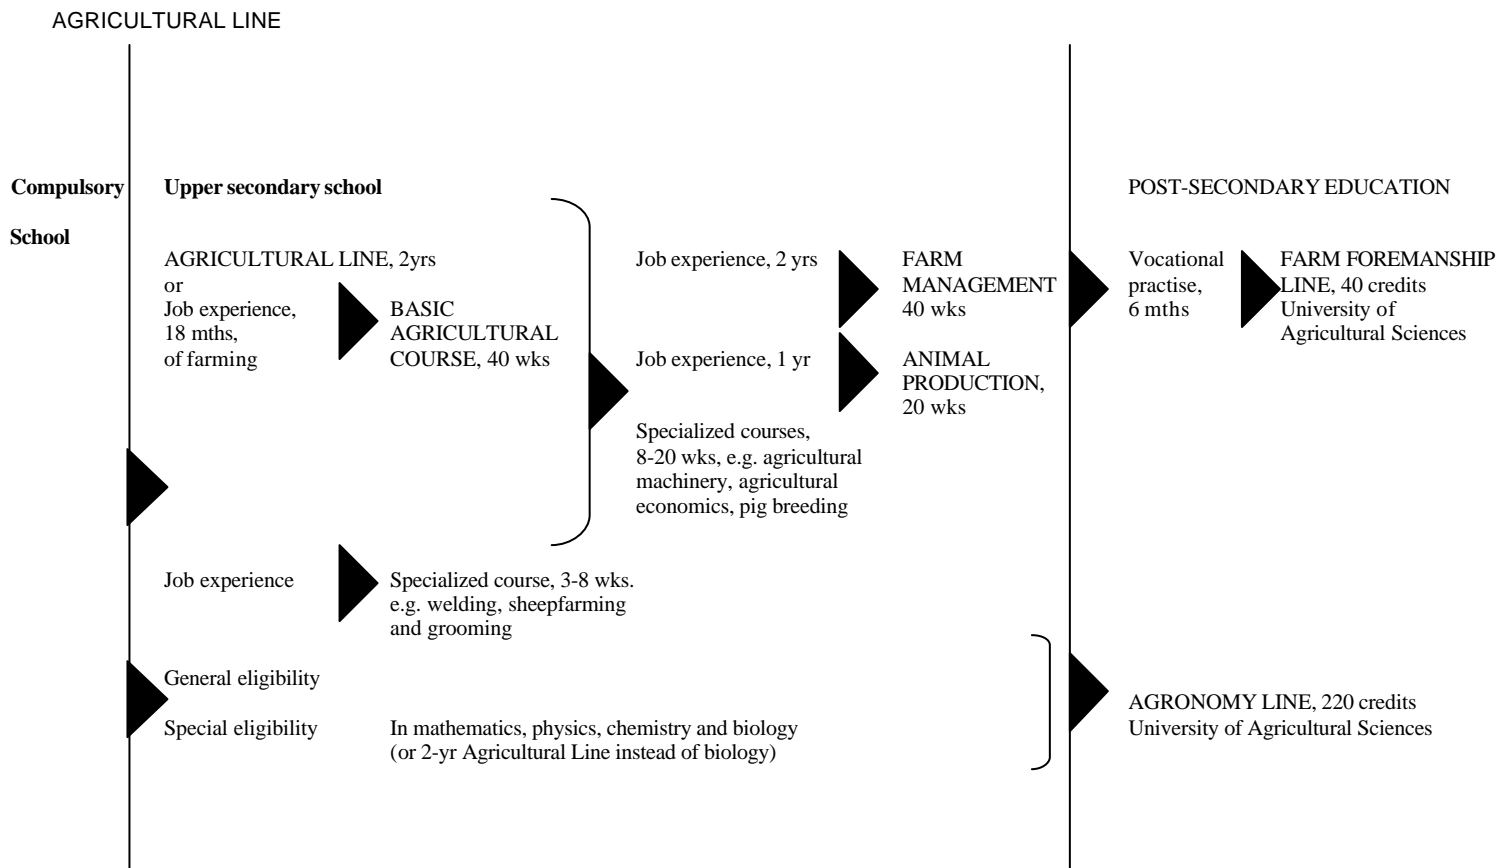 AGRICULTURAL LINE
Compulsory
School
Upper secondary school
AGRICULTURAL LINE, 2yrs
or
Job experience,
18 mths,
of farming
BASIC
AGRICULTURAL
COURSE, 40 wks
Job experience, 2 yrs
FARM
MANAGEMENT
40 wks
Job experience, 1 yr
ANIMAL
PRODUCTION,
20 wks
Specialized courses,
8-20 wks, e.g. agricultural
machinery, agricultural
economics, pig breeding
Job experience
Specialized course, 3-8 wks.
e.g. welding, sheepfarming
and grooming
General eligibility
Special eligibility
In mathematics, physics, chemistry and biology
(or 2-yr Agricultural Line instead of biology)
POST-SECONDARY EDUCATION
Vocational
practise,
6 mths
FARM FOREMANSHIP
LINE, 40 credits
University of
Agricultural Sciences
AGRONOMY LINE, 220 credits
University of Agricultural Sciences